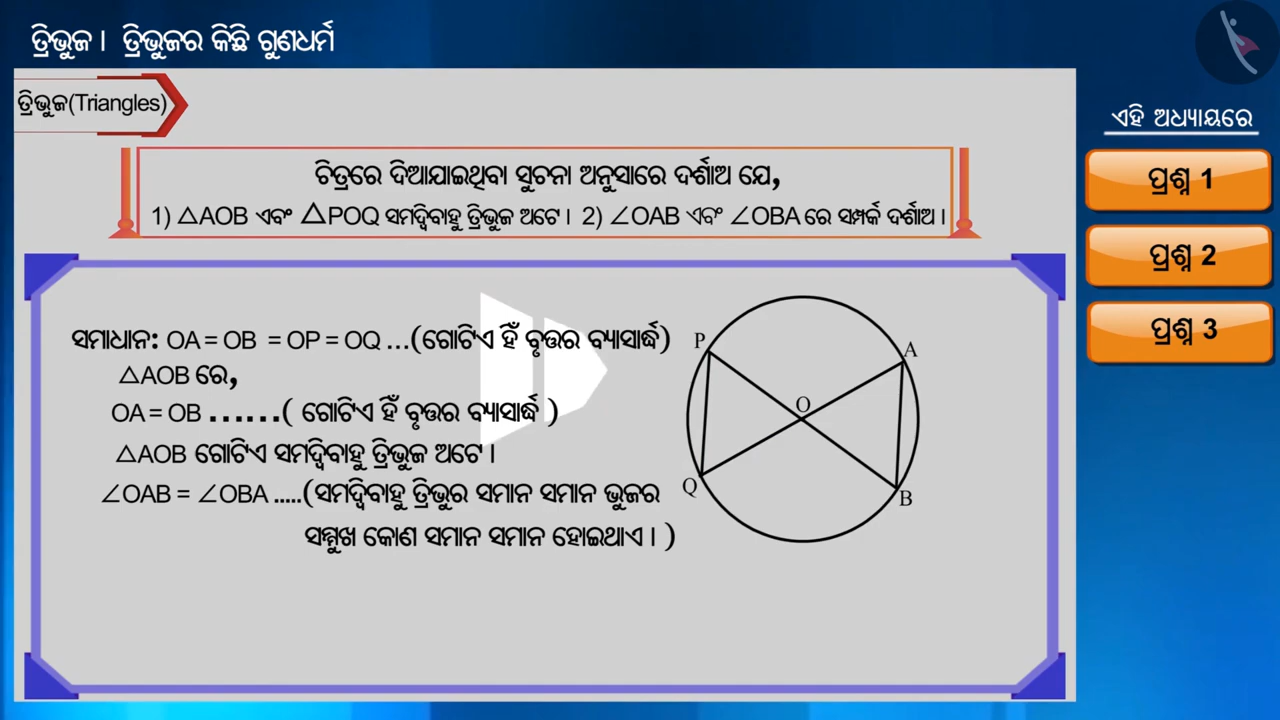 ତ୍ରିଭୁଜ । ତ୍ରିଭୁଜର କିଛି ଗୁଣଧର୍ମ
ତ୍ରିଭୁଜ(Triangles)
ଚିତ୍ରରେ ଦିଆଯାଇଥିବା ସୁଚନା ଅନୁସାରେ ଦର୍ଶାଅ ଯେ,
1) △AOB ଏବଂ △POQ ସମଦ୍ୱିବାହୁ ତ୍ରିଭୁଜ ଅଟେ । 2) ∠OAB ଏବଂ ∠OBA ରେ ସମ୍ପର୍କ ଦର୍ଶାଅ ।
ସମାଧାନ: OA = OB = OP = OQ ...(ଗୋଟିଏ ହିଁ ବୃତ୍ତର ବ୍ୟାସାର୍ଦ୍ଧ)
△AOB ରେ,
OA = OB ......( ଗୋଟିଏ ହିଁ ବୃତ୍ତର ବ୍ୟାସାର୍ଦ୍ଧ )
△AOB ଗୋଟିଏ ସମଦ୍ୱିବାହୁ ତ୍ରିଭୁଜ ଅଟେ ।
∠OAB = ∠OBA .....(ସମଦ୍ୱିବାହୁ ତ୍ରିଭୁର ସମାନ ସମାନ ଭୁଜର
ସମ୍ମୁଖ କୋଣ ସମାନ ସମାନ ହୋଇଥାଏ । )
P
A
O
Q
B
ଏହି ଅଧ୍ୟାୟରେ
ପ୍ରଶ୍ନ 1
ପ୍ରଶ୍ନ 2
ପ୍ରଶ୍ନ 3